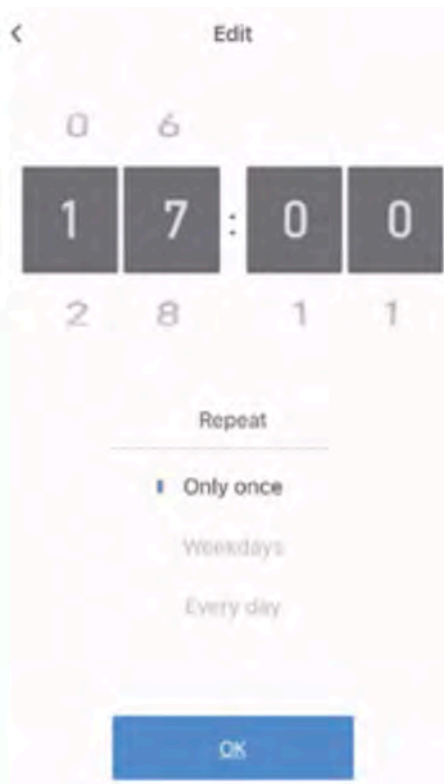 Edit
0 6
1 7 : 0 0
2 8 1 1
Repeat
Only once
Weekdays
Every day
OK